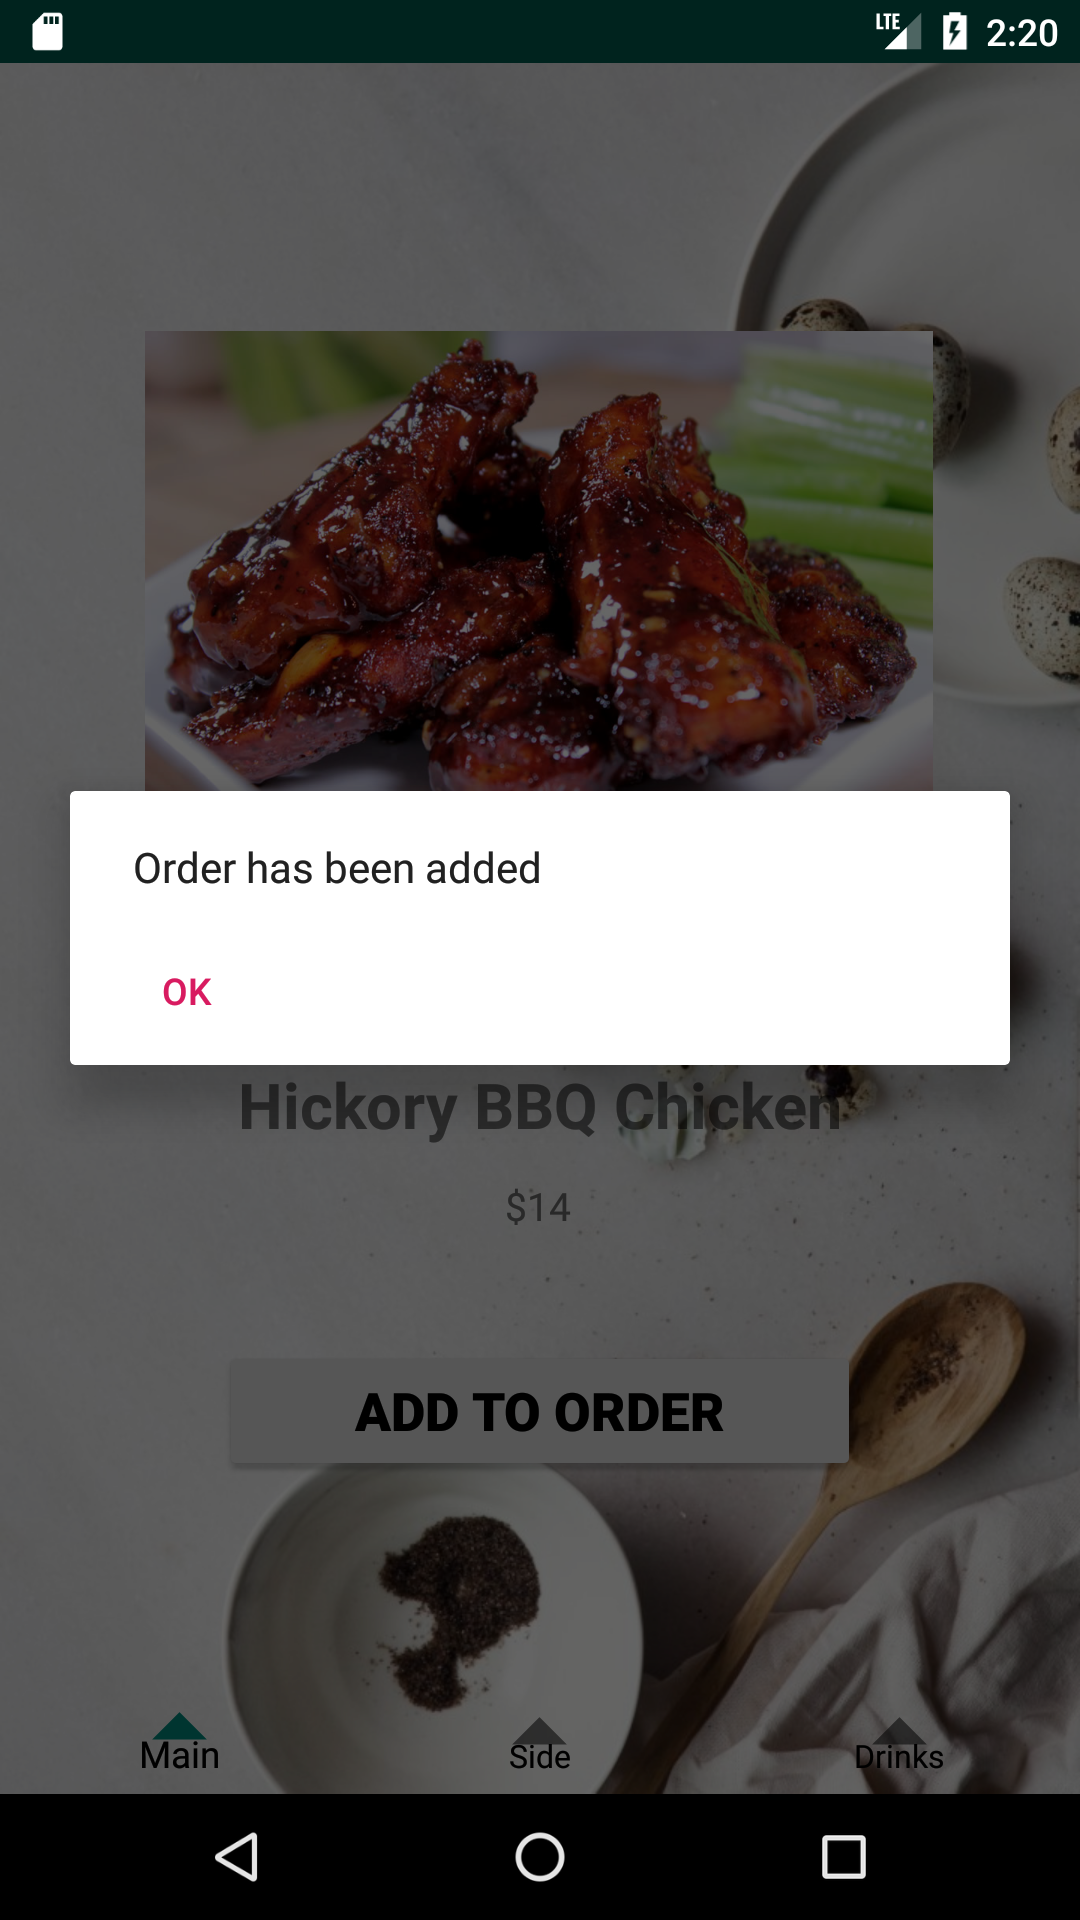 LTE 2:20
Order has been added
OK
Hickory BBQ Chicken
$14
ADD TO ORDER
Main Side Drinks